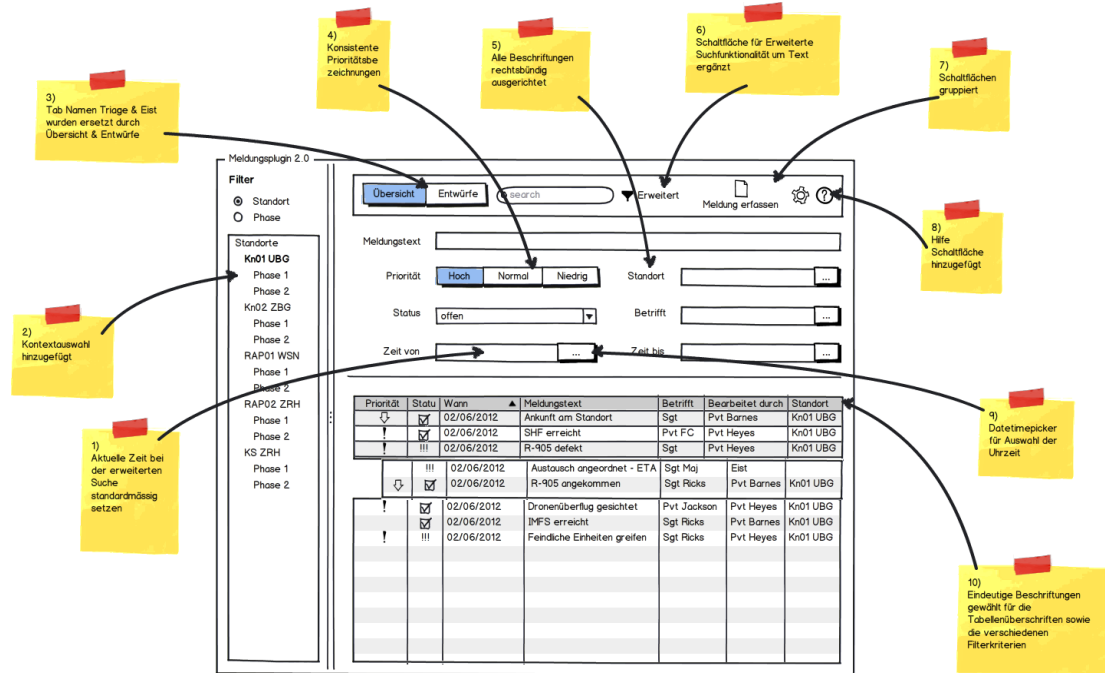 4)
Konsistente
Prioritätsbe
zeichnungen
5)
Alle Beschriftungen
rechtsbündig
ausgerichtet
6)
Schaltfläche für Erweiterte
Suchfunktionalität um Text
ergänzt
7)
Schaltflächen
gruppiert
3)
Tab Namen Triage & Eist
wurden ersetzt durch
Übersicht & Entwürfe
Meldungsplugin 2.0
Filter
Standort
Phase
Übersicht
Entwürfe
search
Erweitert
Meldung erfassen
?
8)
Hilfe
Schaltfläche
hinzugefügt
Standorte
Kn01 UBG
Phase 1
Phase 2
Kn02 ZBG
Phase 1
Phase 2
RAP01 WSN
Phase 1
Phase 2
RAP02 ZRH
Phase 1
Phase 2
KS ZRH
Phase 1
Phase 2
Meldungstext
Priorität Hoch Normal Niedrig Standort ...
Status offen Betrifft ...
Zeit von ... Zeit bis ...
2)
Kontextauswahl
hinzugefügt
1)
Aktuelle Zeit bei
der erweiterten
Suche
standardmässig
setzen
9)
Datetimepicker
für Auswahl der
Uhrzeit
Priorität Statu Wann Meldungstext Betrifft Bearbeitet durch Standort
02/06/2012 Ankunft am Standort Sgt Pvt Barnes Kn01 UBG
! 02/06/2012 SHF erreicht Pvt FC Pvt Heyes Kn01 UBG
! !!! 02/06/2012 R-905 defekt Sgt Pvt Heyes Kn01 UBG
!!! 02/06/2012 Austausch angeordnet - ETA Sgt Maj Eist
02/06/2012 R-905 angekommen Sgt Ricks Pvt Barnes Kn01 UBG
! 02/06/2012 Dronenüberflug gesichtet Pvt Jackson Pvt Heyes Kn01 UBG
02/06/2012 IMFS erreicht Sgt Ricks Pvt Barnes Kn01 UBG
! !!! 02/06/2012 Feindliche Einheiten greifen Sgt Ricks Pvt Heyes Kn01 UBG
10)
Eindeutige Beschriftungen
gewählt für die
Tabellenüberschriften sowie
die verschiedenen
Filterkriterien